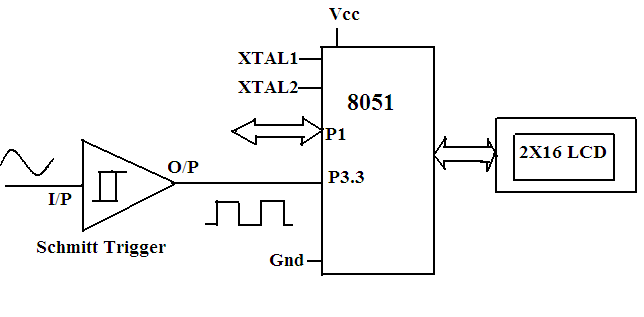 Vcc
XTAL1
XTAL2
8051
P1
2X16 LCD
O/P
I/P
P3.3
Schmitt Trigger
Gnd